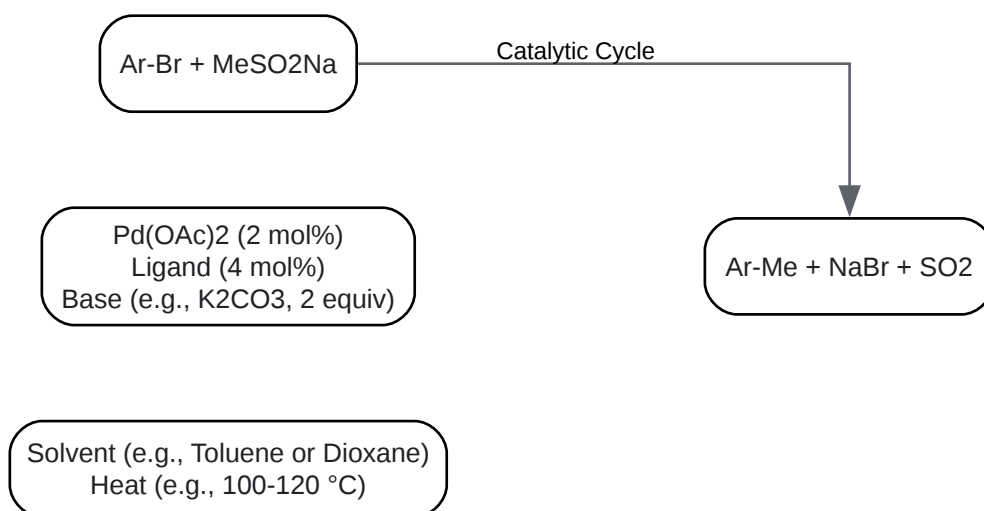 Ar-Br + MeSO2Na
Catalytic Cycle
Pd(OAc)2 (2 mol%)
Ligand (4 mol%)
Base (e.g., K2CO3, 2 equiv)
Ar-Me + NaBr + SO2
Solvent (e.g., Toluene or Dioxane)
Heat (e.g., 100-120 °C)